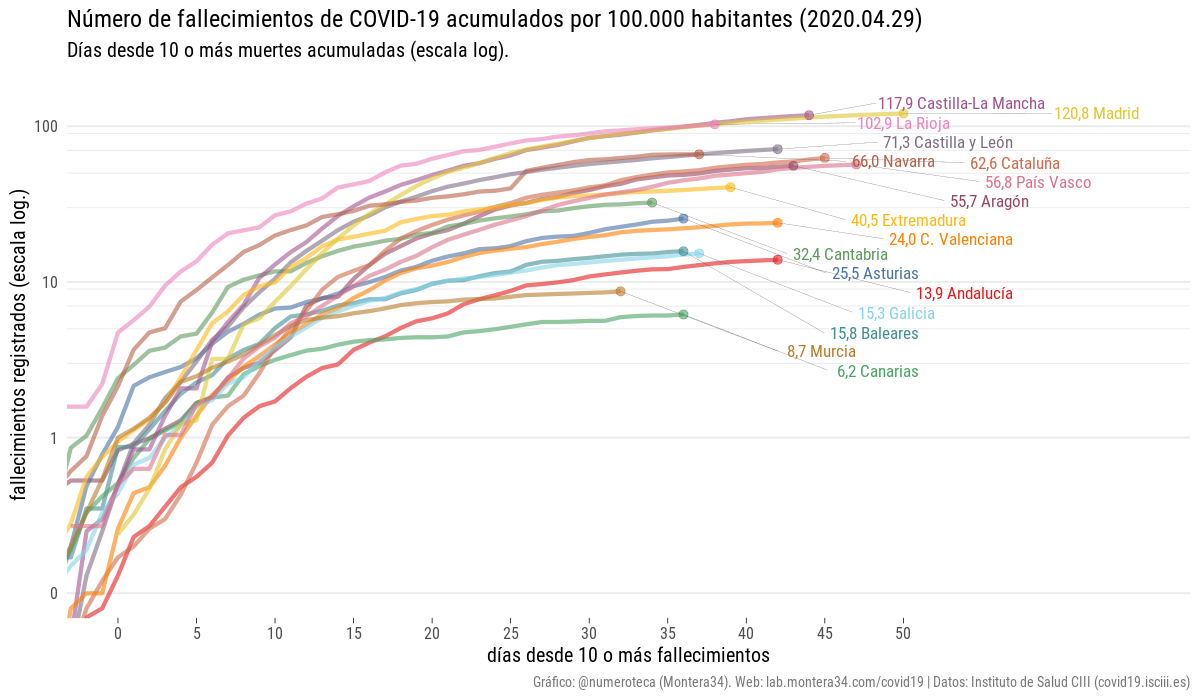 Número de fallecimientos de COVID-19 acumulados por 100.000 habitantes (2020.04.29)
Días desde 10 o más muertes acumuladas (escala log).
117,9 Castilla-La Mancha
120,8 Madrid
102,9 La Rioja
71,3 Castilla y León
66,0 Navarra
62,6 Cataluña
56,8 País Vasco
55,7 Aragón
40,5 Extremadura
24,0 C. Valenciana
32,4 Cantabria
25,5 Asturias
13,9 Andalucía
15,3 Galicia
15,8 Baleares
8,7 Murcia
6,2 Canarias
fallecimientos registrados (escala log.)
100
10
1
0
0 5 10 15 20 25 30 35 40 45 50
días desde 10 o más fallecimientos
Gráfico: @numeroteca (Montera34). Web: lab.montera34.com/covid19 | Datos: Instituto de Salud CIII (covid19.isciii.es)